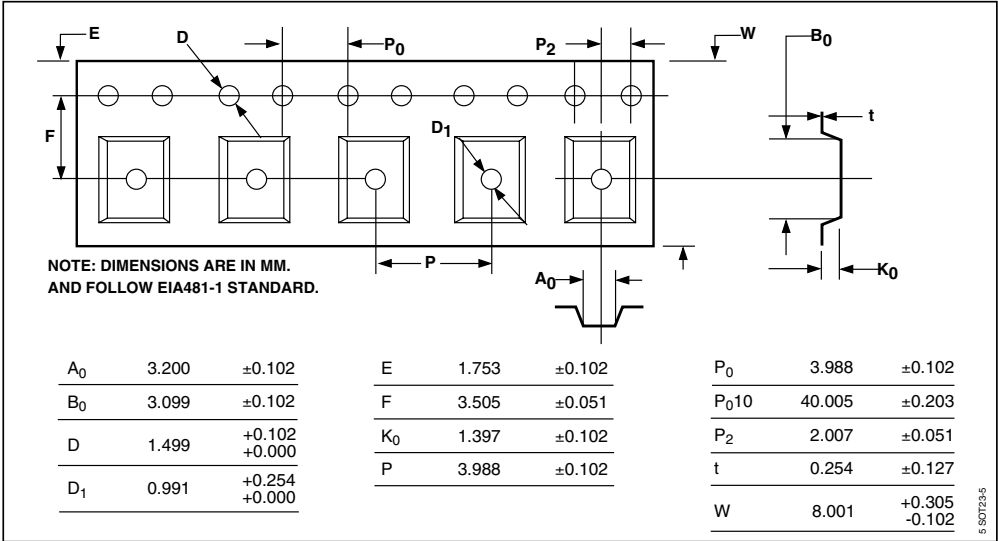 E
D
P0
P2
W
B0
t
F
D1
P
A0
K0
NOTE: DIMENSIONS ARE IN MM.
AND FOLLOW EIA481-1 STANDARD.
A0 3.200 ±0.102
B0 3.099 ±0.102
D 1.499 +0.102 +0.000
D1 0.991 +0.254 +0.000
E 1.753 ±0.102
F 3.505 ±0.051
K0 1.397 ±0.102
P 3.988 ±0.102
P0 3.988 ±0.102
P010 40.005 ±0.203
P2 2.007 ±0.051
t 0.254 ±0.127
W 8.001 +0.305 -0.102
5 SOT23-5